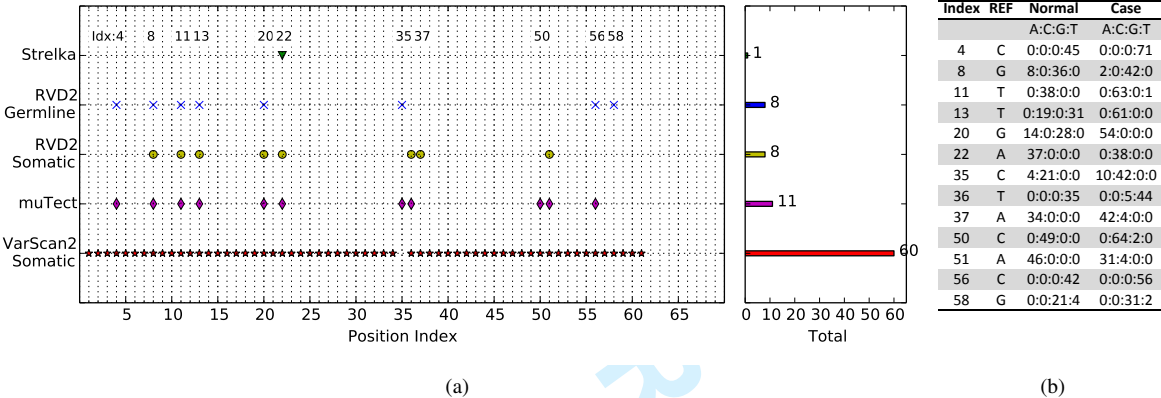 Idx:4 8 11 13 20 22 35 37 50 56 58
Strelka
RVD2
Germline
RVD2
Somatic
muTect
VarScan2
Somatic
5 10 15 20 25 30 35 40 45 50 55 60 65
Position Index
1
8
8
11
60
0 10 20 30 40 50 60
Total
Index REF Normal Case
A:C:G:T A:C:G:T
4 C 0:0:0:45 0:0:0:71
8 G 8:0:36:0 2:0:42:0
11 T 0:38:0:0 0:63:0:1
13 T 0:19:0:31 0:61:0:0
20 G 14:0:28:0 54:0:0:0
22 A 37:0:0:0 0:38:0:0
35 C 4:21:0:0 10:42:0:0
36 T 0:0:0:35 0:0:5:44
37 A 34:0:0:0 42:4:0:0
50 C 0:49:0:0 0:64:2:0
51 A 46:0:0:0 31:4:0:0
56 C 0:0:0:42 0:0:0:56
58 G 0:0:21:4 0:0:31:2
(a)
(b)